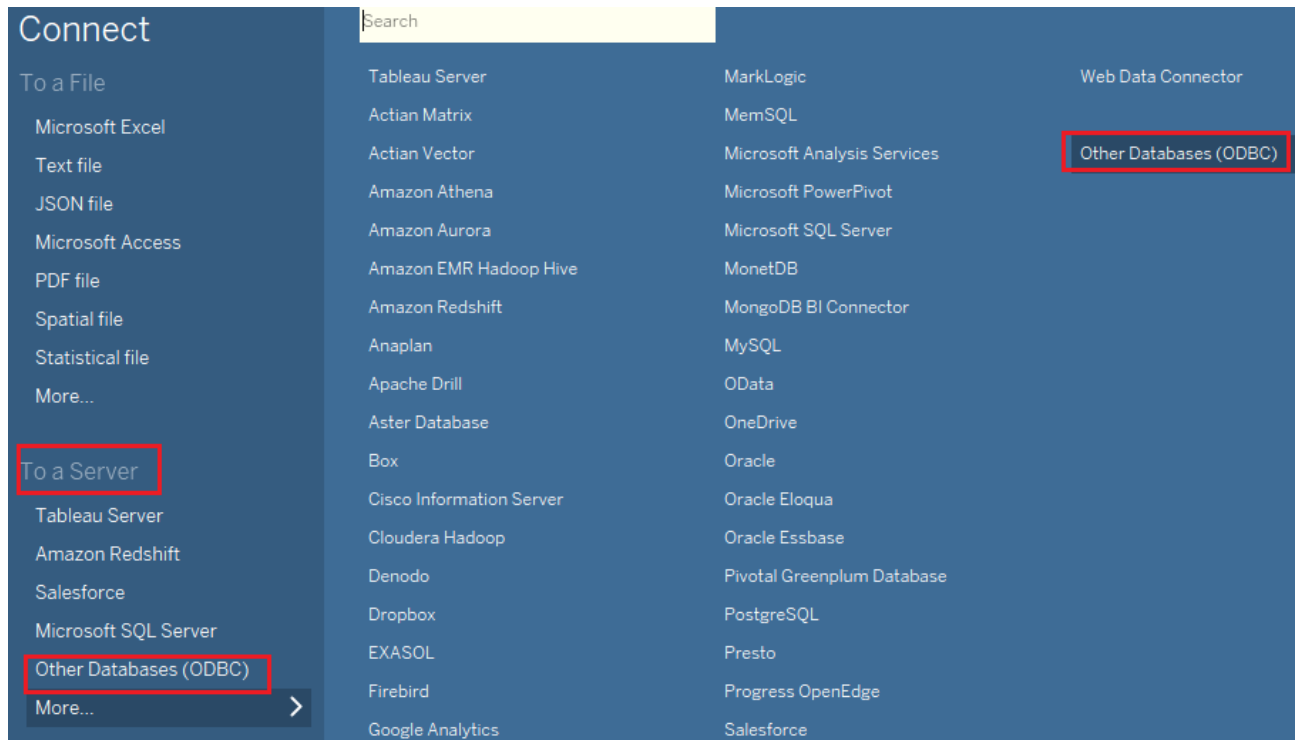 Connect
To a File
Microsoft Excel
Text file
JSON file
Microsoft Access
PDF file
Spatial file
Statistical file
More...
To a Server
Tableau Server
Amazon Redshift
Salesforce
Microsoft SQL Server
Other Databases (ODBC)
More...
Search
Tableau Server
Actian Matrix
Actian Vector
Amazon Athena
Amazon Aurora
Amazon EMR Hadoop Hive
Amazon Redshift
Anaplan
Apache Drill
Aster Database
Box
Cisco Information Server
Cloudera Hadoop
Denodo
Dropbox
EXASOL
Firebird
Google Analytics
MarkLogic
MemSQL
Microsoft Analysis Services
Microsoft PowerPivot
Microsoft SQL Server
MonetDB
MongoDB BI Connector
MySQL
OData
OneDrive
Oracle
Oracle Eloqua
Oracle Essbase
Pivotal Greenplum Database
PostgreSQL
Presto
Progress OpenEdge
Salesforce
Web Data Connector
Other Databases (ODBC)